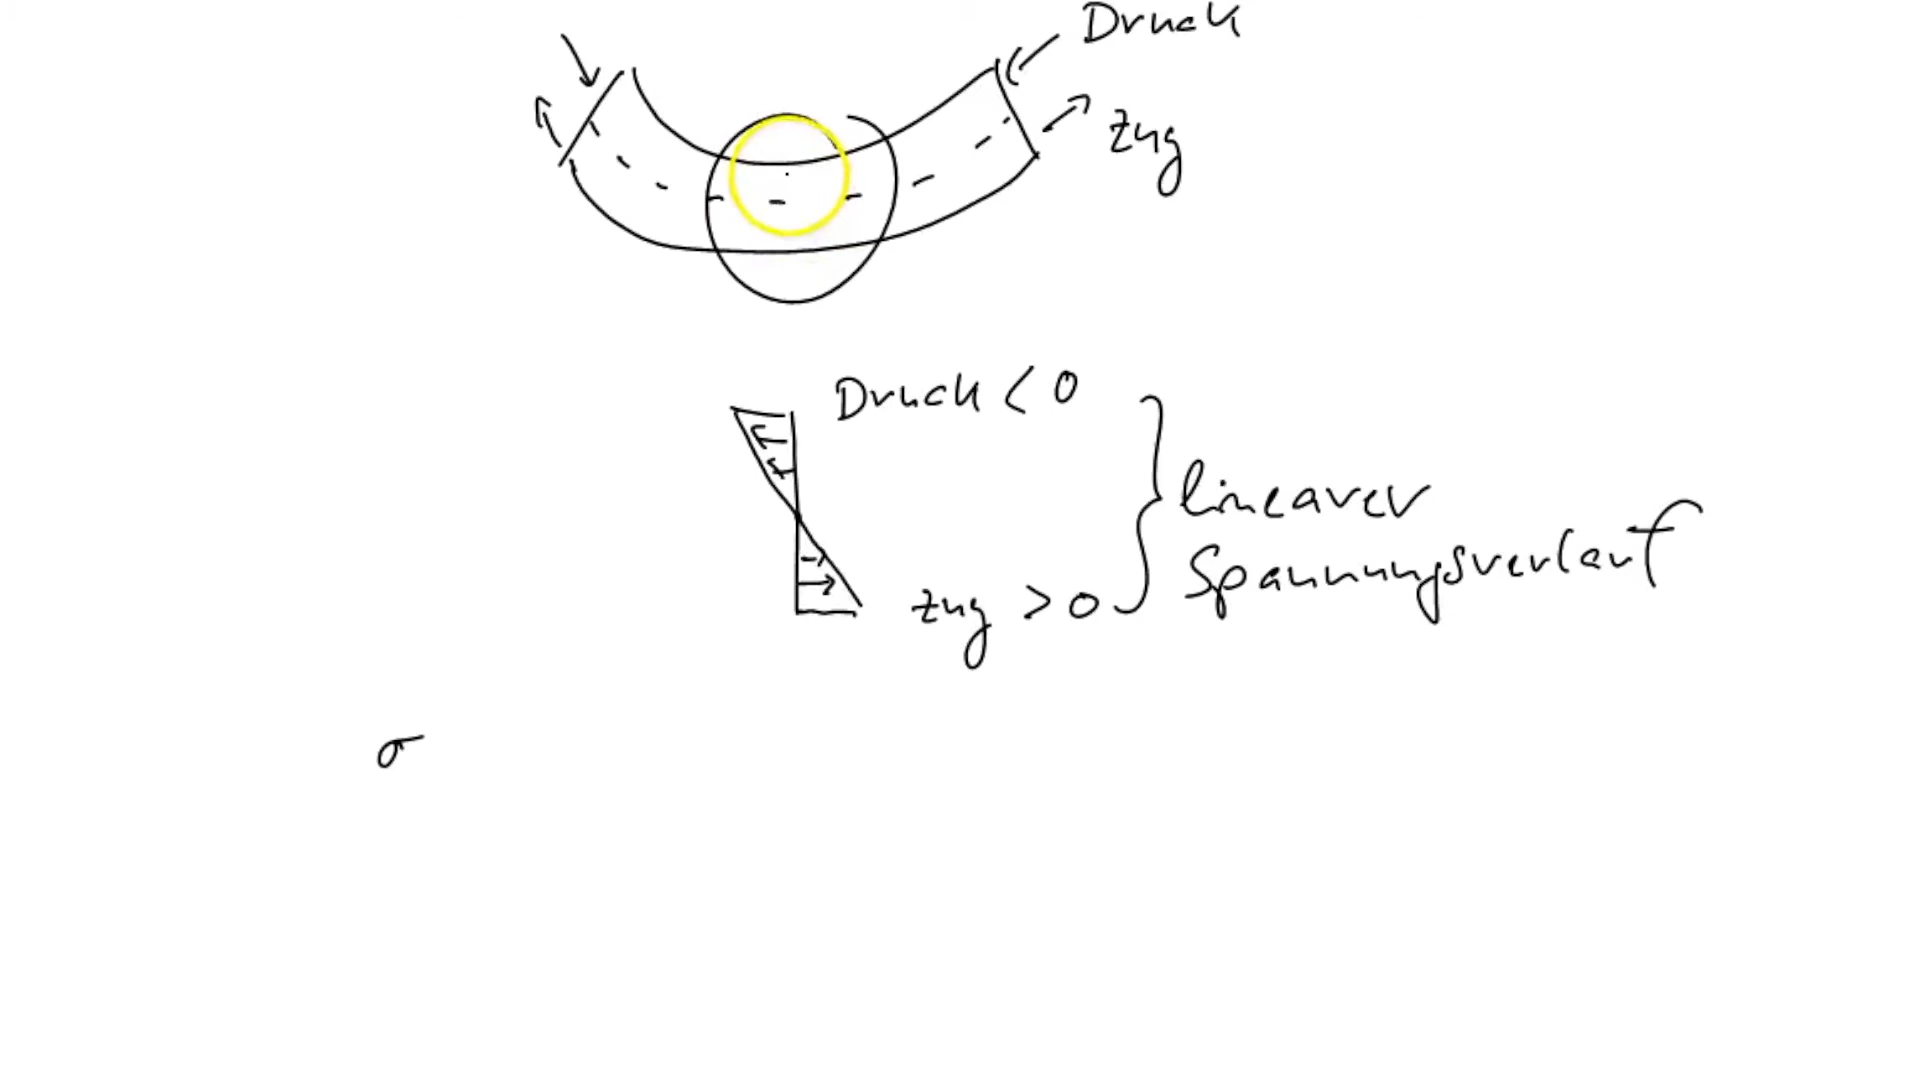 Druck
Zug
Druck < 0
linearer
Spannungsverlauf
Zug > 0
σ